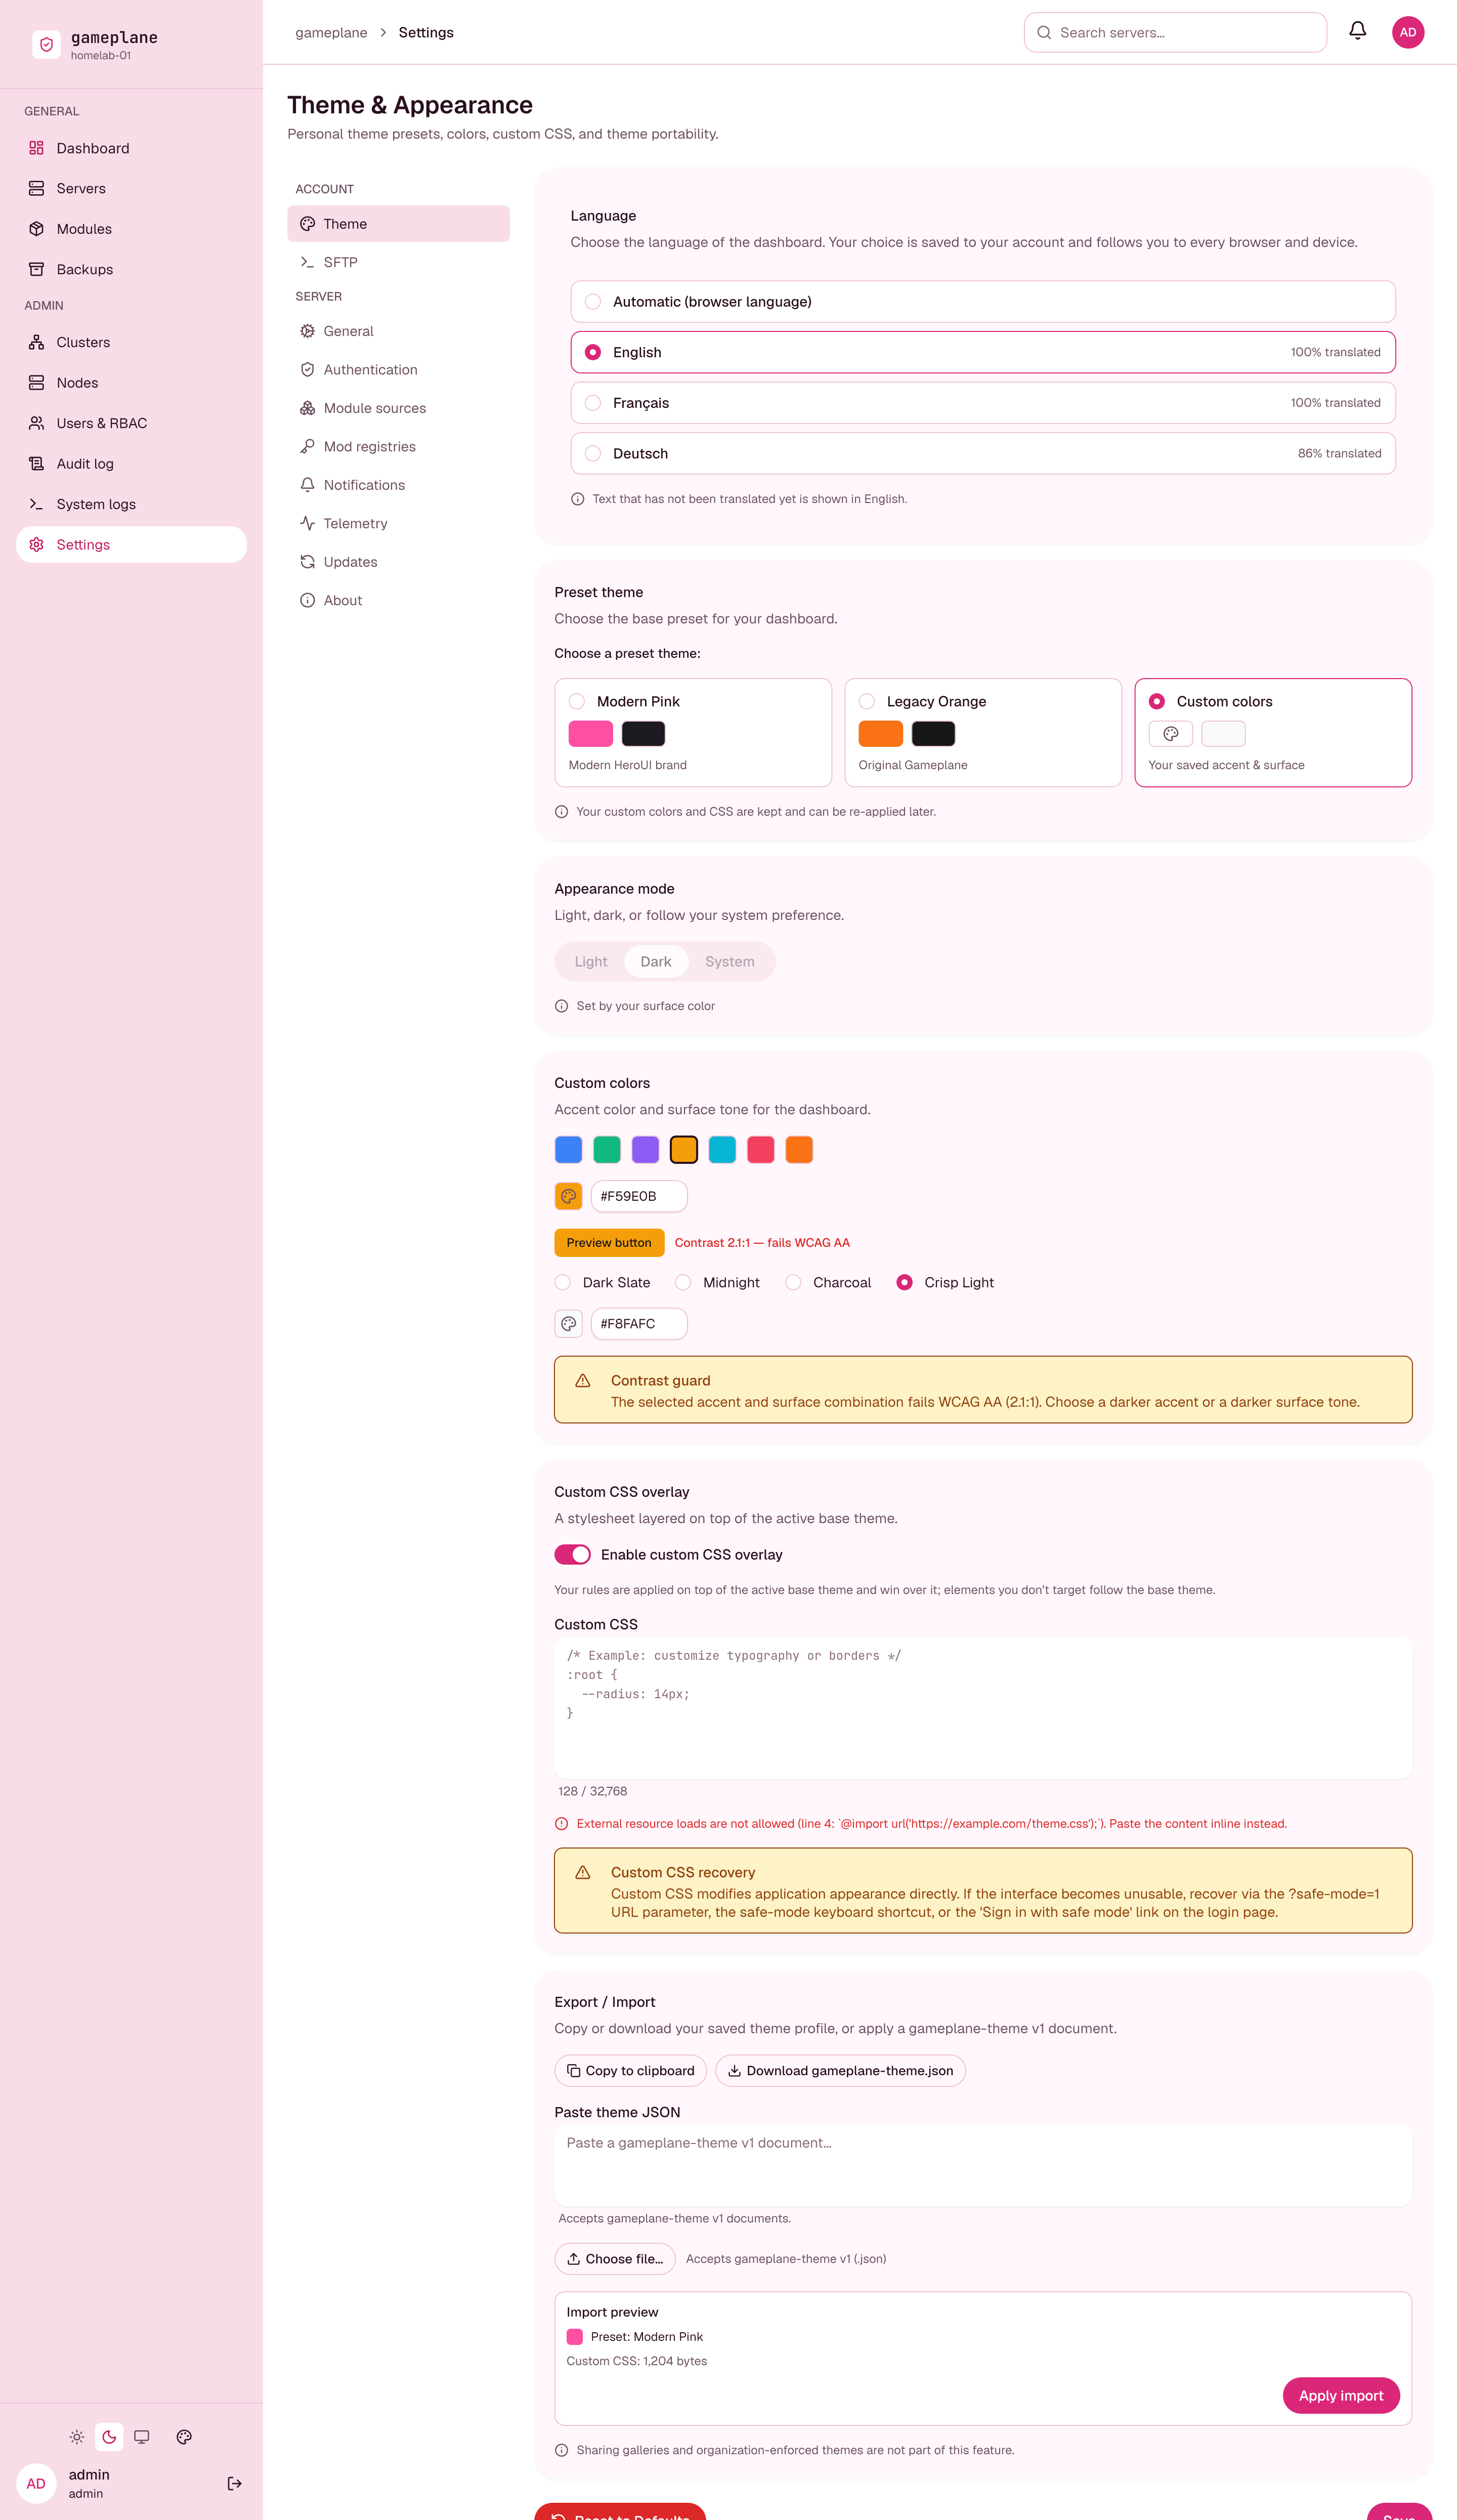 gameplane
homelab-01
GENERAL
Dashboard
Servers
Modules
Backups
ADMIN
Clusters
Nodes
Users & RBAC
Audit log
System logs
Settings
AD
admin
admin
gameplane > Settings
Search servers...
AD
Theme & Appearance
Personal theme presets, colors, custom CSS, and theme portability.
ACCOUNT
Theme
SFTP
SERVER
General
Authentication
Module sources
Mod registries
Notifications
Telemetry
Updates
About
Language
Choose the language of the dashboard. Your choice is saved to your account and follows you to every browser and device.
Automatic (browser language)
English 100% translated
Français 100% translated
Deutsch 86% translated
Text that has not been translated yet is shown in English.
Preset theme
Choose the base preset for your dashboard.
Choose a preset theme:
Modern Pink
Modern HeroUI brand
Legacy Orange
Original Gameplane
Custom colors
Your saved accent & surface
Your custom colors and CSS are kept and can be re-applied later.
Appearance mode
Light, dark, or follow your system preference.
Light Dark System
Set by your surface color
Custom colors
Accent color and surface tone for the dashboard.
#F59E0B
Preview button Contrast 2.1:1 — fails WCAG AA
Dark Slate Midnight Charcoal Crisp Light
#F8FAFC
Contrast guard
The selected accent and surface combination fails WCAG AA (2.1:1). Choose a darker accent or a darker surface tone.
Custom CSS overlay
A stylesheet layered on top of the active base theme.
Enable custom CSS overlay
Your rules are applied on top of the active base theme and win over it; elements you don't target follow the base theme.
Custom CSS
/* Example: customize typography or borders */
:root {
--radius: 14px;
}
128 / 32,768
External resource loads are not allowed (line 4: `@import url('https://example.com/theme.css');`). Paste the content inline instead.
Custom CSS recovery
Custom CSS modifies application appearance directly. If the interface becomes unusable, recover via the ?safe-mode=1
URL parameter, the safe-mode keyboard shortcut, or the 'Sign in with safe mode' link on the login page.
Export / Import
Copy or download your saved theme profile, or apply a gameplane-theme v1 document.
Copy to clipboard Download gameplane-theme.json
Paste theme JSON
Paste a gameplane-theme v1 document...
Accepts gameplane-theme v1 documents.
Choose file... Accepts gameplane-theme v1 (.json)
Import preview
Preset: Modern Pink
Custom CSS: 1,204 bytes
Apply import
Sharing galleries and organization-enforced themes are not part of this feature.
Reset to Defaults Save